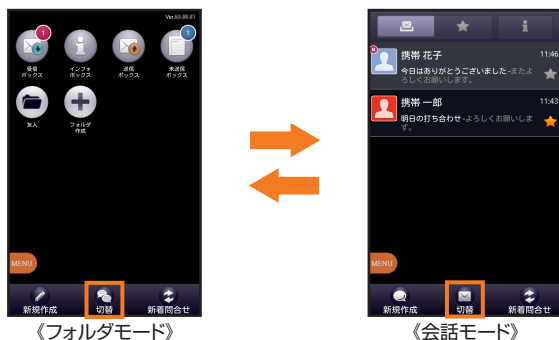 Ver.60.08.01
1
1
受信
ボックス
インフォ
ボックス
送信
ボックス
未送信
ボックス
友人
フォルダ
作成
MENU
新規作成
切替
新着問合せ
《フォルダモード》
N
携帯 花子
11:46
今日はありがとうございました-またよ
ろしくお願いします。
携帯 一郎
11:43
明日の打ち合わせ-よろしくお願いしま
す。
MENU
新規作成
切替
新着問合せ
《会話モード》